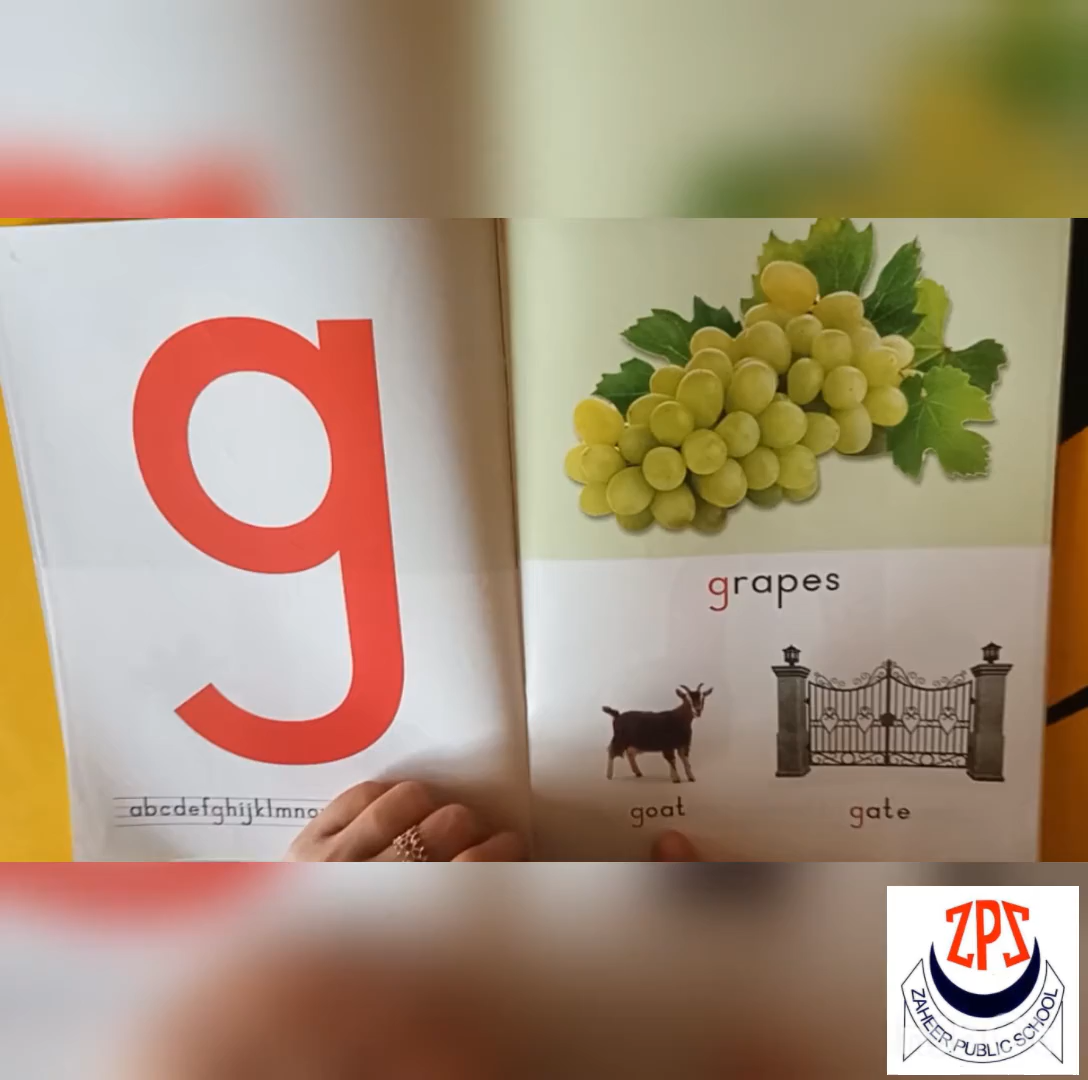 g
abcdefghijklmno
grapes
goat
gate
ZPS
ZAHEER PUBLIC SCHOOL